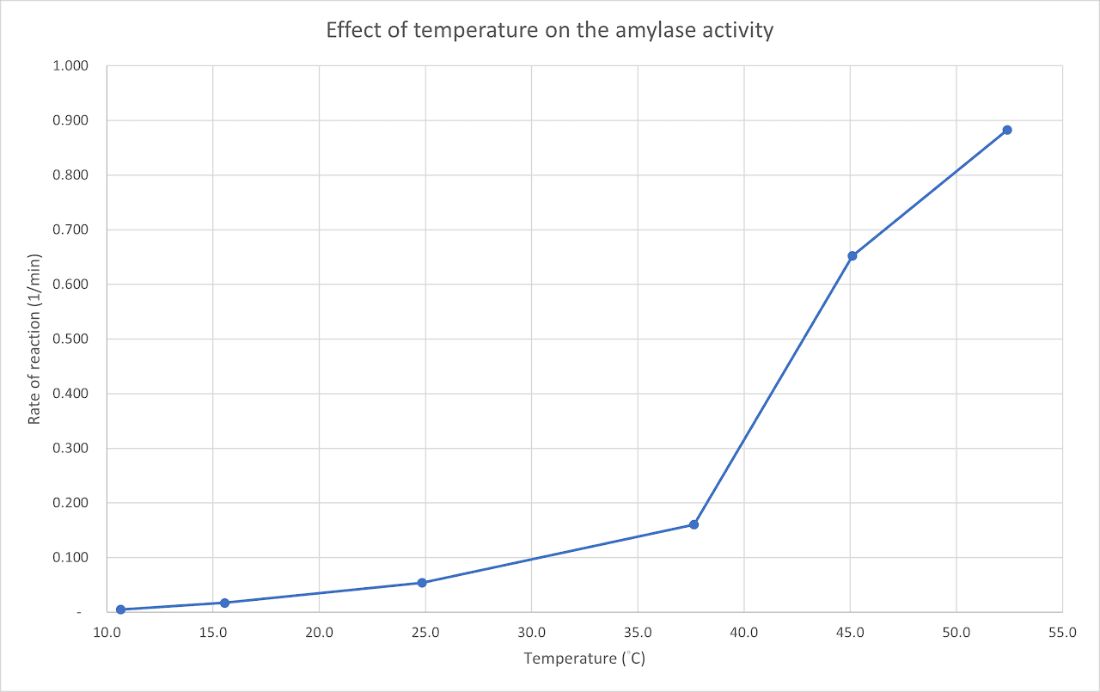 Effect of temperature on the amylase activity
1.000
0.900
0.800
0.700
0.600
0.500
0.400
0.300
0.200
0.100
-
Rate of reaction (1/min)
10.0 15.0 20.0 25.0 30.0 35.0 40.0 45.0 50.0 55.0
Temperature (°C)